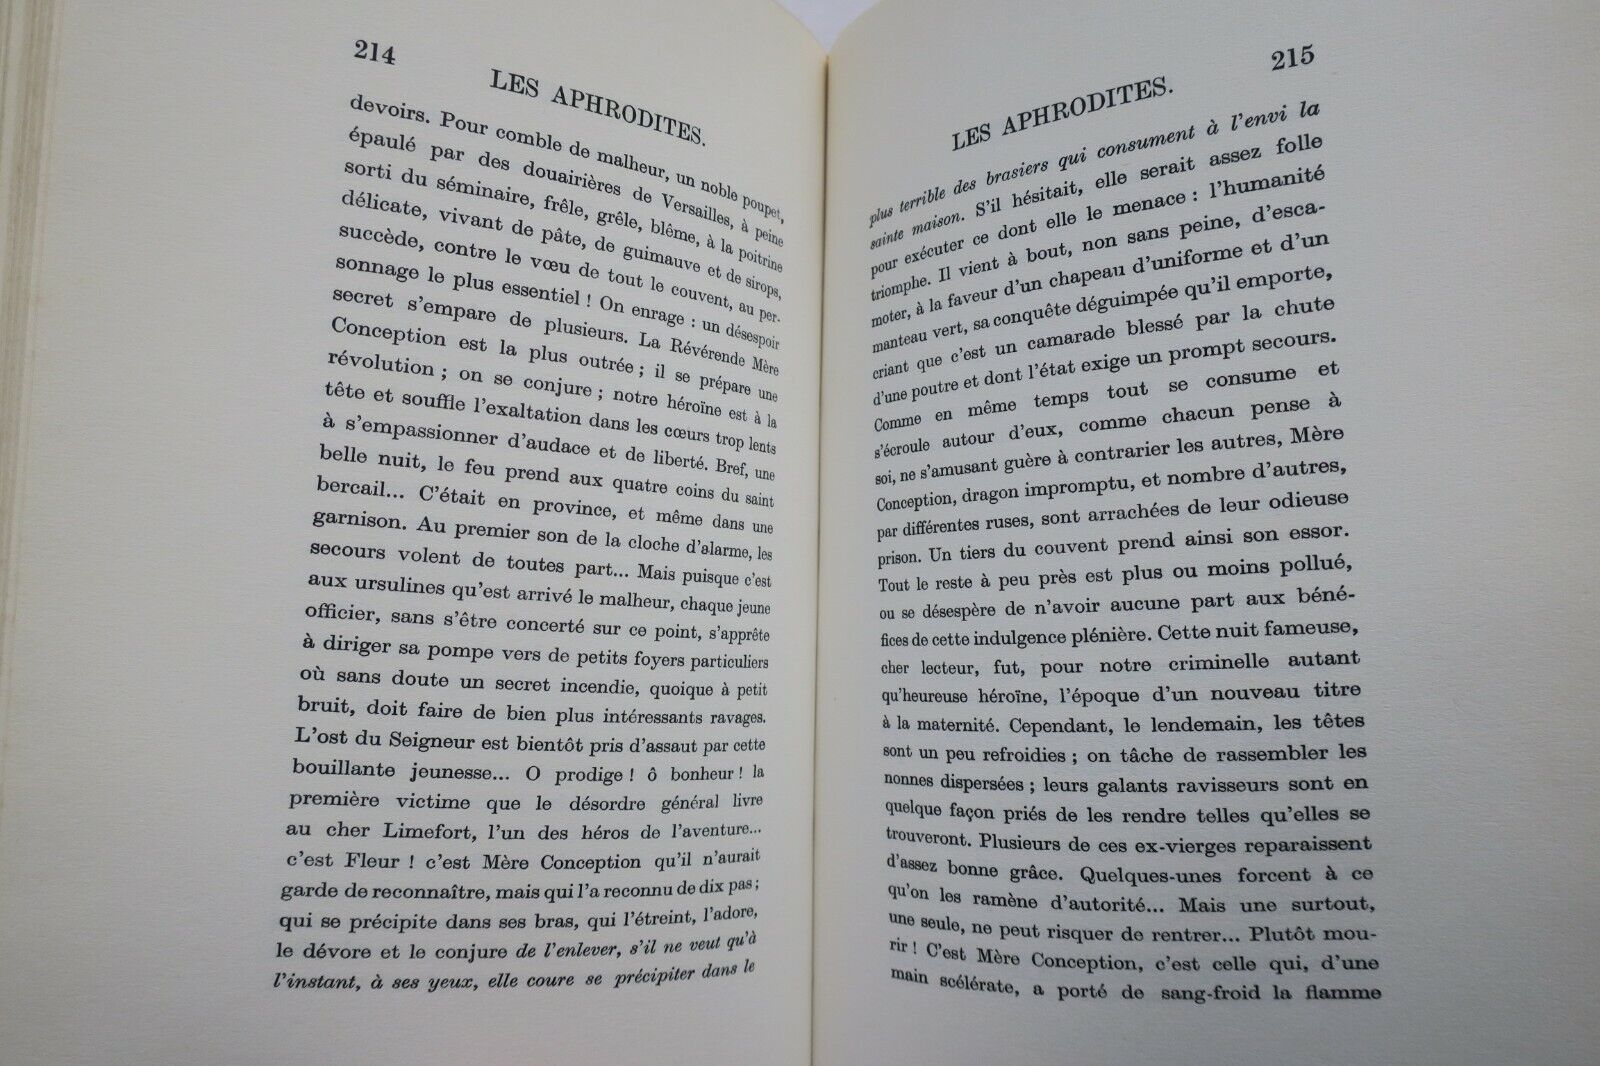 214
LES APHRODITES.
devoirs. Pour comble de malheur, un noble poupet,
épaulé par des douairières de Versailles, à peine
sorti du séminaire, frêle, grêle, blême, à la poitrine
délicate, vivant de pâte, de guimauve et de sirops,
succède, contre le vœu de tout le couvent, au per-
sonnage le plus essentiel ! On enrage : un désespoir
secret s'empare de plusieurs. La Révérende Mère
Conception est la plus outrée ; il se prépare une
révolution ; on se conjure ; notre héroïne est à la
tête et souffle l'exaltation dans les cœurs trop lents
à s'empassionner d'audace et de liberté. Bref, une
belle nuit, le feu prend aux quatre coins du saint
bercail... C'était en province, et même dans une
garnison. Au premier son de la cloche d'alarme, les
secours volent de toutes part... Mais puisque c'est
aux ursulines qu'est arrivé le malheur, chaque jeune
officier, sans s'être concerté sur ce point, s'apprête
à diriger sa pompe vers de petits foyers particuliers
où sans doute un secret incendie, quoique à petit
bruit, doit faire de bien plus intéressants ravages.
L'ost du Seigneur est bientôt pris d'assaut par cette
bouillante jeunesse... O prodige ! ô bonheur ! la
première victime que le désordre général livre
au cher Limefort, l'un des héros de l'aventure...
c'est Fleur ! c'est Mère Conception qu'il n'aurait
garde de reconnaître, mais qui l'a reconnu de dix pas ;
qui se précipite dans ses bras, qui l'étreint, l'adore,
le dévore et le conjure de l'enlever, s'il ne veut qu'à
l'instant, à ses yeux, elle coure se précipiter dans le
215
LES APHRODITES.
plus terrible des brasiers qui consument à l'envi la
sainte maison. S'il hésitait, elle serait assez folle
pour exécuter ce dont elle le menace : l'humanité
triomphe. Il vient à bout, non sans peine, d'esca-
moter, à la faveur d'un chapeau d'uniforme et d'un
manteau vert, sa conquête déguimpée qu'il emporte,
criant que c'est un camarade blessé par la chute
d'une poutre et dont l'état exige un prompt secours.
Comme en même temps tout se consume et
s'écroule autour d'eux, comme chacun pense à
soi, ne s'amusant guère à contrarier les autres, Mère
Conception, dragon impromptu, et nombre d'autres,
par différentes ruses, sont arrachées de leur odieuse
prison. Un tiers du couvent prend ainsi son essor.
Tout le reste à peu près est plus ou moins pollué,
ou se désespère de n'avoir aucune part aux béné-
fices de cette indulgence plénière. Cette nuit fameuse,
cher lecteur, fut, pour notre criminelle autant
qu'heureuse héroïne, l'époque d'un nouveau titre
à la maternité. Cependant, le lendemain, les têtes
sont un peu refroidies ; on tâche de rassembler les
nonnes dispersées ; leurs galants ravisseurs sont en
quelque façon priés de les rendre telles qu'elles se
trouveront. Plusieurs de ces ex-vierges reparaissent
d'assez bonne grâce. Quelques-unes forcent à ce
qu'on les ramène d'autorité... Mais une surtout,
une seule, ne peut risquer de rentrer... Plutôt mou-
rir ! C'est Mère Conception, c'est celle qui, d'une
main scélérate, a porté de sang-froid la flamme